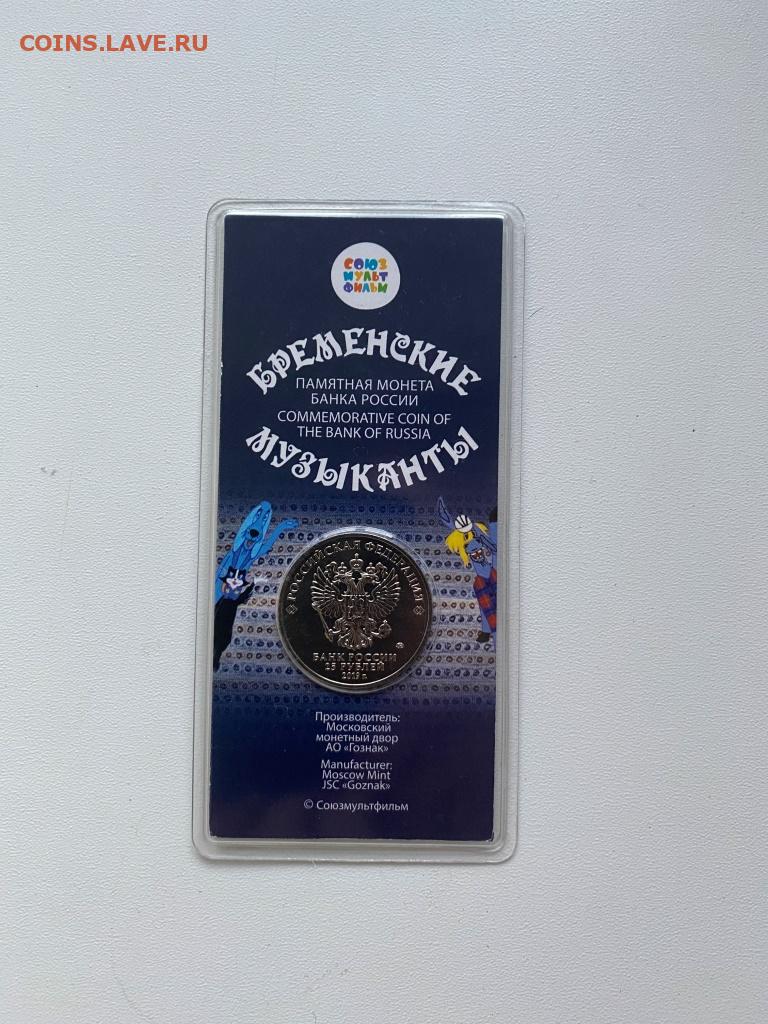 COINS.LAVE.RU
СОЮЗ
МУЛЬТ
ФИЛЬМ
БРЕМЕНСКИЕ
ПАМЯТНАЯ МОНЕТА
БАНКА РОССИИ
COMMEMORATIVE COIN OF
THE BANK OF RUSSIA
МУЗЫКАНТЫ
РОССИЙСКАЯ ФЕДЕРАЦИЯ
БАНК РОССИИ
25 РУБЛЕЙ
2019 г.
Производитель:
Московский
монетный двор
АО «Гознак»
Manufacturer:
Moscow Mint
JSC «Goznak»
© Союзмультфильм